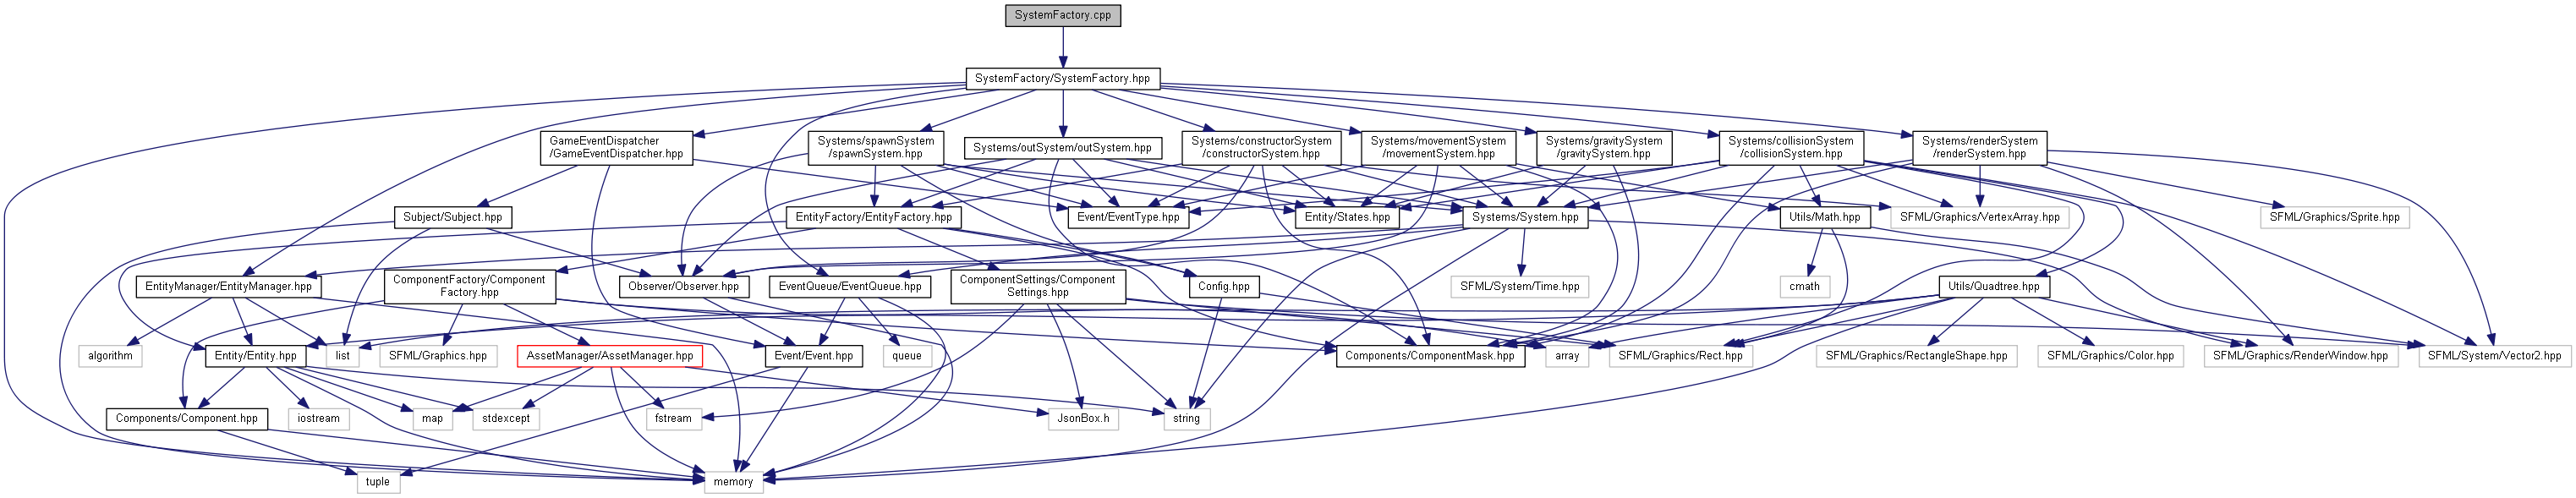 SystemFactory.cpp
SystemFactory/SystemFactory.hpp
GameEventDispatcher
/GameEventDispatcher.hpp
Systems/spawnSystem
/spawnSystem.hpp
Systems/outSystem/outSystem.hpp
Systems/constructorSystem
/constructorSystem.hpp
Systems/movementSystem
/movementSystem.hpp
Systems/gravitySystem
/gravitySystem.hpp
Systems/collisionSystem
/collisionSystem.hpp
Systems/renderSystem
/renderSystem.hpp
Subject/Subject.hpp
EntityFactory/EntityFactory.hpp
Event/EventType.hpp
Entity/States.hpp
Systems/System.hpp
Utils/Math.hpp
SFML/Graphics/VertexArray.hpp
SFML/Graphics/Sprite.hpp
EntityManager/EntityManager.hpp
ComponentFactory/Component
Factory.hpp
Observer/Observer.hpp
EventQueue/EventQueue.hpp
ComponentSettings/Component
Settings.hpp
Config.hpp
SFML/System/Time.hpp
cmath
Utils/Quadtree.hpp
algorithm
Entity/Entity.hpp
list
SFML/Graphics.hpp
AssetManager/AssetManager.hpp
Event/Event.hpp
queue
Components/ComponentMask.hpp
array
SFML/Graphics/Rect.hpp
SFML/Graphics/RectangleShape.hpp
SFML/Graphics/Color.hpp
SFML/Graphics/RenderWindow.hpp
SFML/System/Vector2.hpp
Components/Component.hpp
iostream
map
stdexcept
fstream
JsonBox.h
string
tuple
memory